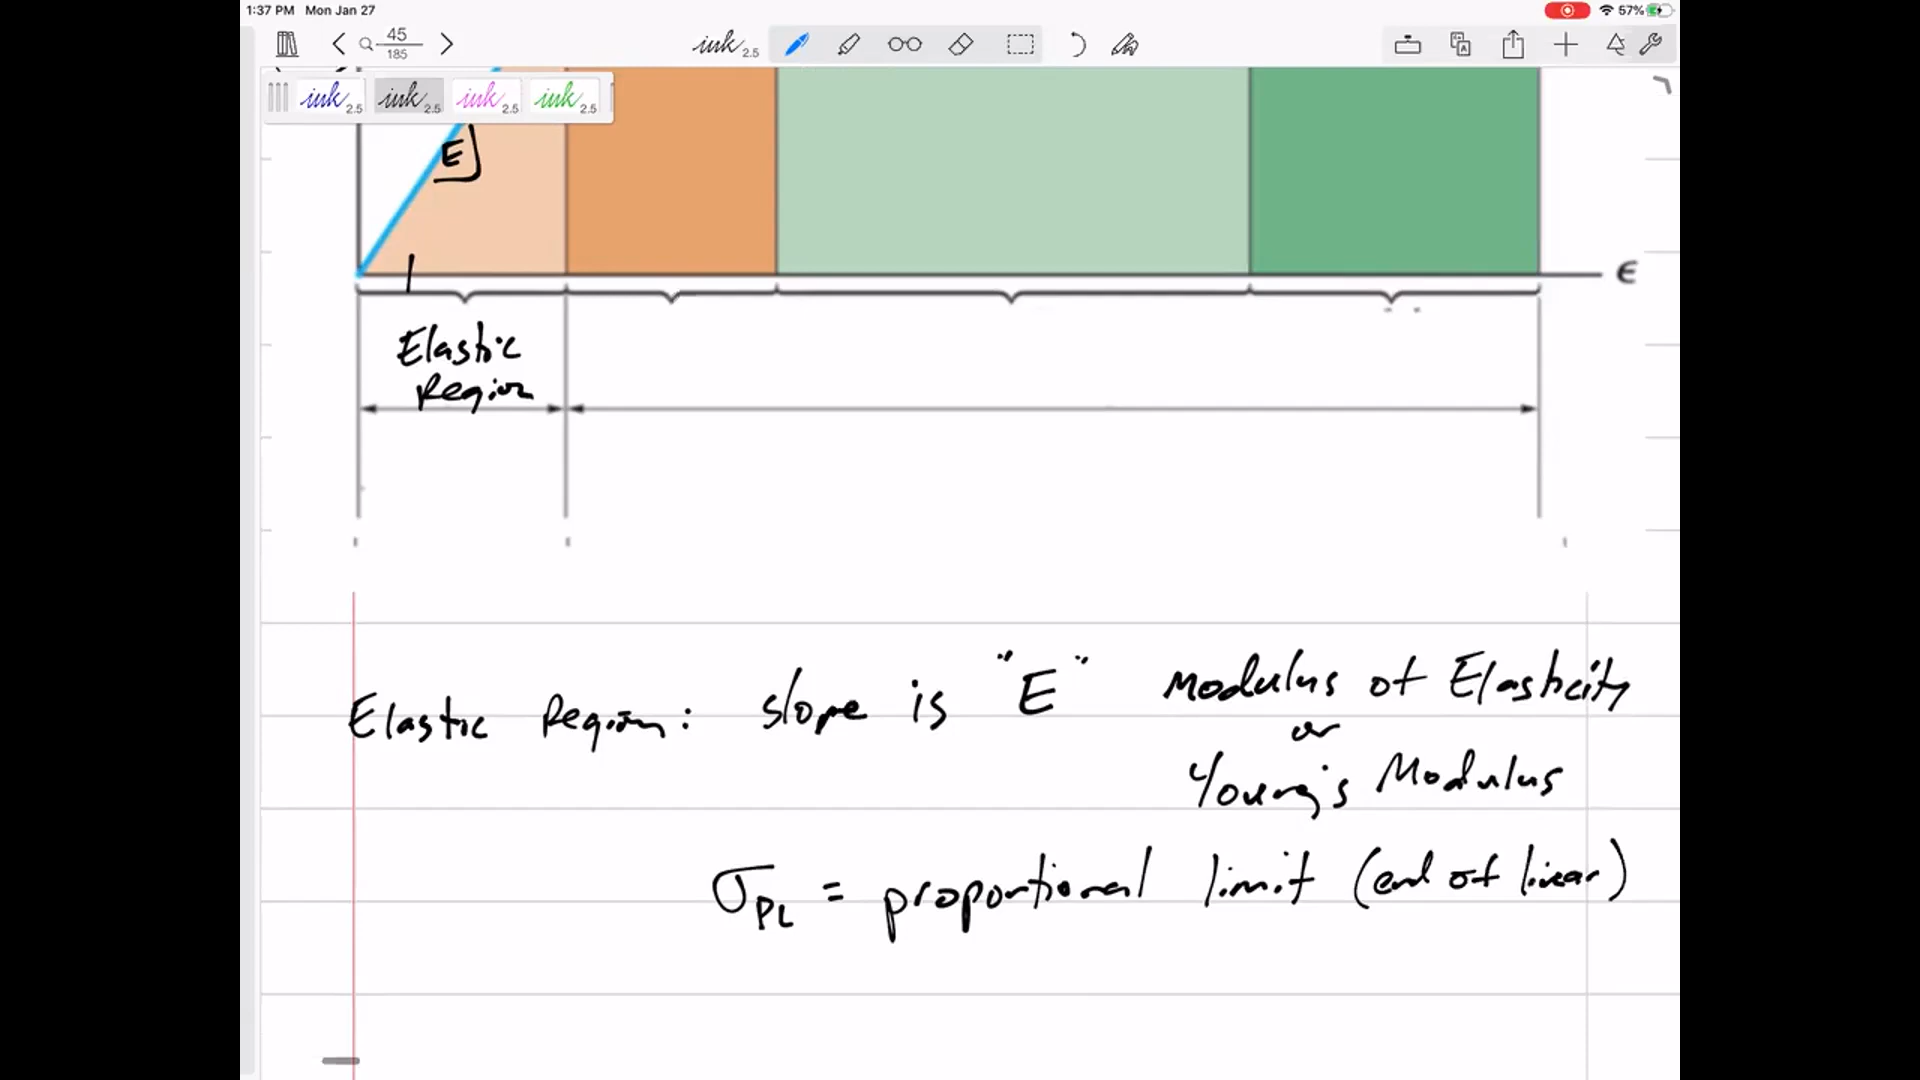 1:37 PM Mon Jan 27
57%
45
185
ink 2.5
ink 2.5
ink 2.5
ink 2.5
ink 2.5
E
ϵ
Elastic
Region
Elastic Region: slope is "E" Modulus of Elasticity
or
Young's Modulus
σPL = proportional limit (end of linear)